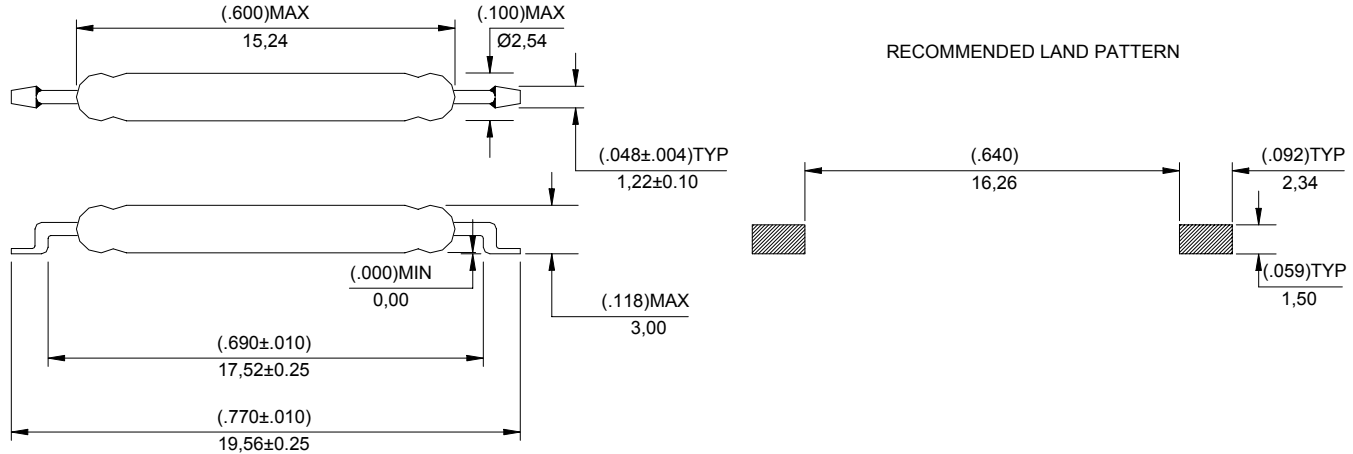 (.600)MAX
15,24
(.100)MAX
Ø2,54
RECOMMENDED LAND PATTERN
(.048±.004)TYP
1,22±0.10
(.640)
16,26
(.092)TYP
2,34
(.000)MIN
0,00
(.118)MAX
3,00
(.059)TYP
1,50
(.690±.010)
17,52±0.25
(.770±.010)
19,56±0.25